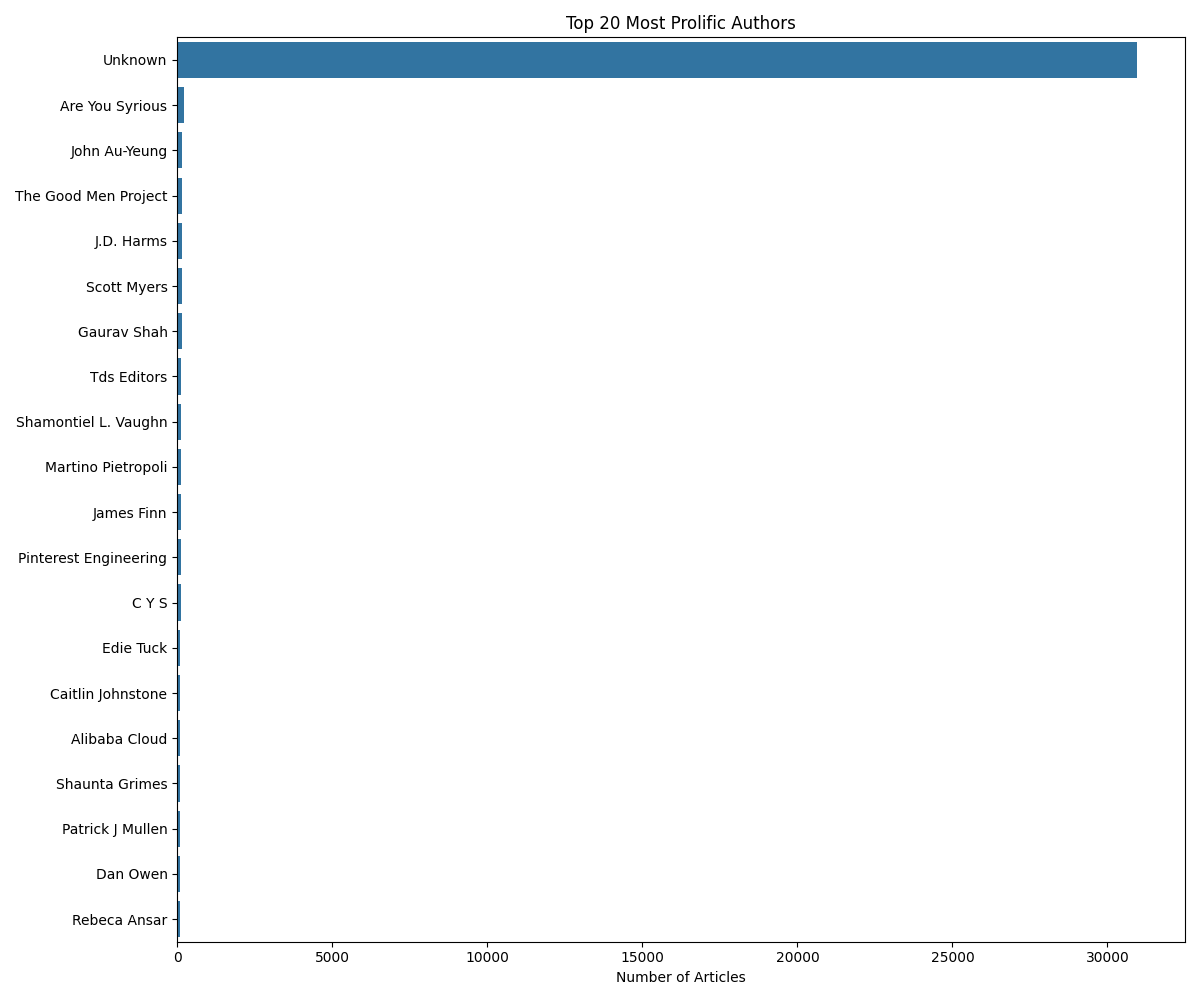 Top 20 Most Prolific Authors
Unknown
Are You Syrious
John Au-Yeung
The Good Men Project
J.D. Harms
Scott Myers
Gaurav Shah
Tds Editors
Shamontiel L. Vaughn
Martino Pietropoli
James Finn
Pinterest Engineering
C Y S
Edie Tuck
Caitlin Johnstone
Alibaba Cloud
Shaunta Grimes
Patrick J Mullen
Dan Owen
Rebeca Ansar
0 5000 10000 15000 20000 25000 30000
Number of Articles